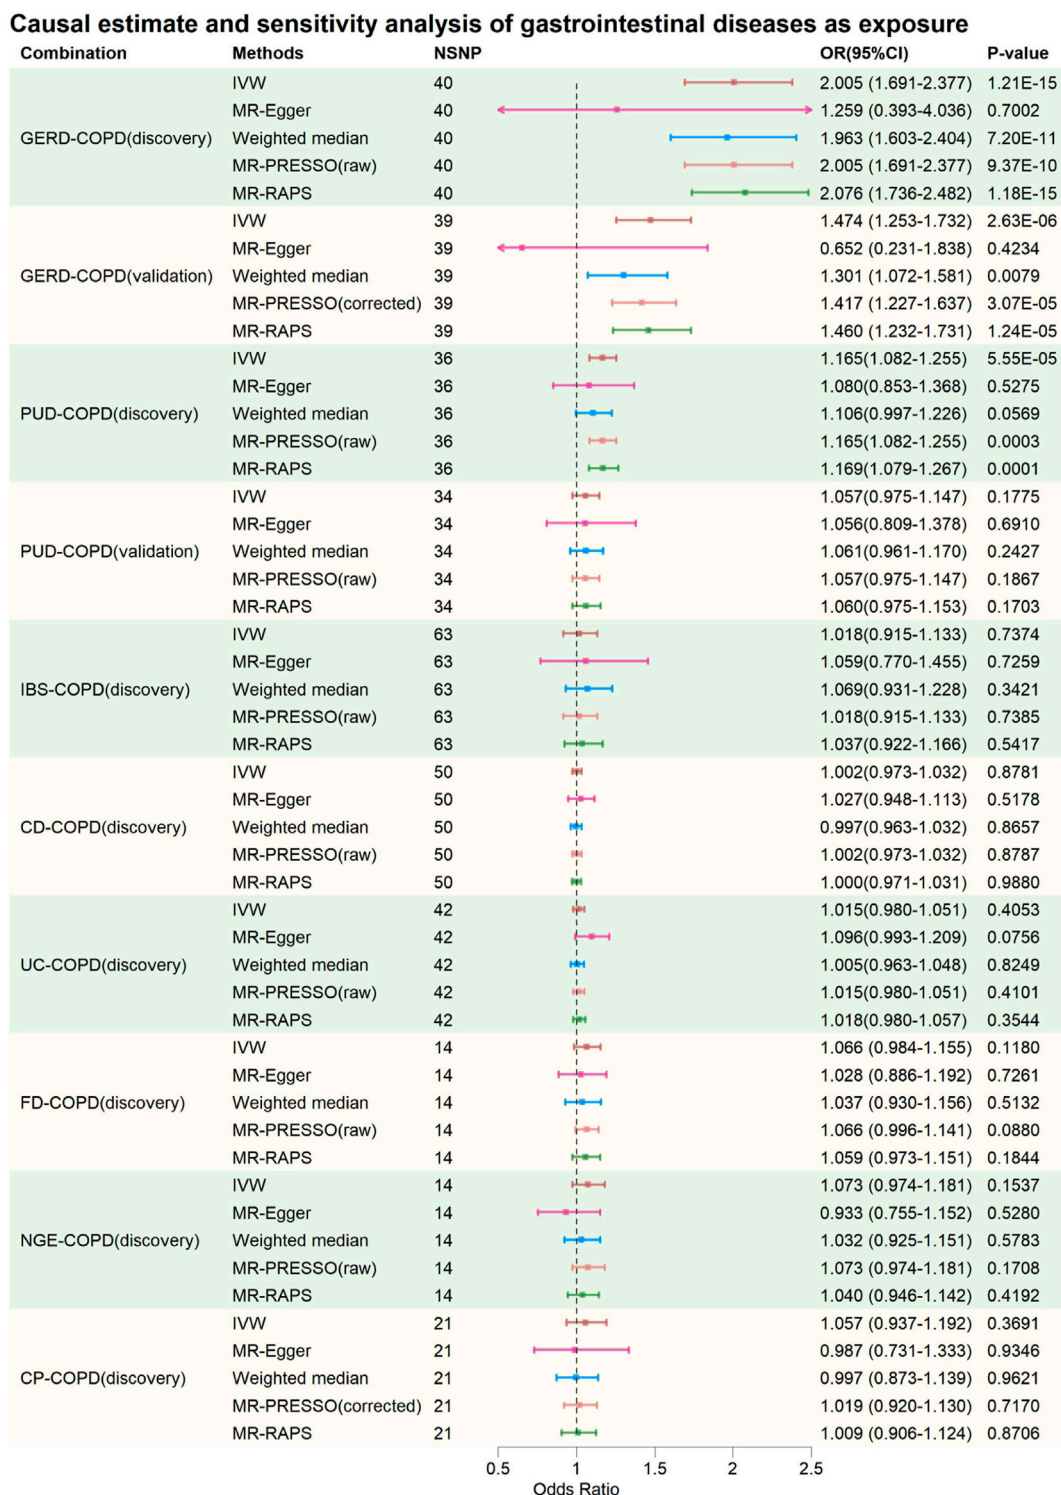 Causal estimate and sensitivity analysis of gastrointestinal diseases as exposure
Combination Methods NSNP OR(95%CI) P-value
IVW 40 2.005 (1.691-2.377) 1.21E-15
MR-Egger 40 1.259 (0.393-4.036) 0.7002
GERD-COPD(discovery) Weighted median 40 1.963 (1.603-2.404) 7.20E-11
MR-PRESSO(raw) 40 2.005 (1.691-2.377) 9.37E-10
MR-RAPS 40 2.076 (1.736-2.482) 1.18E-15
IVW 39 1.474 (1.253-1.732) 2.63E-06
MR-Egger 39 0.652 (0.231-1.838) 0.4234
GERD-COPD(validation) Weighted median 39 1.301 (1.072-1.581) 0.0079
MR-PRESSO(corrected) 39 1.417 (1.227-1.637) 3.07E-05
MR-RAPS 39 1.460 (1.232-1.731) 1.24E-05
IVW 36 1.165(1.082-1.255) 5.55E-05
MR-Egger 36 1.080(0.853-1.368) 0.5275
PUD-COPD(discovery) Weighted median 36 1.106(0.997-1.226) 0.0569
MR-PRESSO(raw) 36 1.165(1.082-1.255) 0.0003
MR-RAPS 36 1.169(1.079-1.267) 0.0001
IVW 34 1.057(0.975-1.147) 0.1775
MR-Egger 34 1.056(0.809-1.378) 0.6910
PUD-COPD(validation) Weighted median 34 1.061(0.961-1.170) 0.2427
MR-PRESSO(raw) 34 1.057(0.975-1.147) 0.1867
MR-RAPS 34 1.060(0.975-1.153) 0.1703
IVW 63 1.018(0.915-1.133) 0.7374
MR-Egger 63 1.059(0.770-1.455) 0.7259
IBS-COPD(discovery) Weighted median 63 1.069(0.931-1.228) 0.3421
MR-PRESSO(raw) 63 1.018(0.915-1.133) 0.7385
MR-RAPS 63 1.037(0.922-1.166) 0.5417
IVW 50 1.002(0.973-1.032) 0.8781
MR-Egger 50 1.027(0.948-1.113) 0.5178
CD-COPD(discovery) Weighted median 50 0.997(0.963-1.032) 0.8657
MR-PRESSO(raw) 50 1.002(0.973-1.032) 0.8787
MR-RAPS 50 1.000(0.971-1.031) 0.9880
IVW 42 1.015(0.980-1.051) 0.4053
MR-Egger 42 1.096(0.993-1.209) 0.0756
UC-COPD(discovery) Weighted median 42 1.005(0.963-1.048) 0.8249
MR-PRESSO(raw) 42 1.015(0.980-1.051) 0.4101
MR-RAPS 42 1.018(0.980-1.057) 0.3544
IVW 14 1.066 (0.984-1.155) 0.1180
MR-Egger 14 1.028 (0.886-1.192) 0.7261
FD-COPD(discovery) Weighted median 14 1.037 (0.930-1.156) 0.5132
MR-PRESSO(raw) 14 1.066 (0.996-1.141) 0.0880
MR-RAPS 14 1.059 (0.973-1.151) 0.1844
IVW 14 1.073 (0.974-1.181) 0.1537
MR-Egger 14 0.933 (0.755-1.152) 0.5280
NGE-COPD(discovery) Weighted median 14 1.032 (0.925-1.151) 0.5783
MR-PRESSO(raw) 14 1.073 (0.974-1.181) 0.1708
MR-RAPS 14 1.040 (0.946-1.142) 0.4192
IVW 21 1.057 (0.937-1.192) 0.3691
MR-Egger 21 0.987 (0.731-1.333) 0.9346
CP-COPD(discovery) Weighted median 21 0.997 (0.873-1.139) 0.9621
MR-PRESSO(corrected) 21 1.019 (0.920-1.130) 0.7170
MR-RAPS 21 1.009 (0.906-1.124) 0.8706
0.5 1 1.5 2 2.5
Odds Ratio